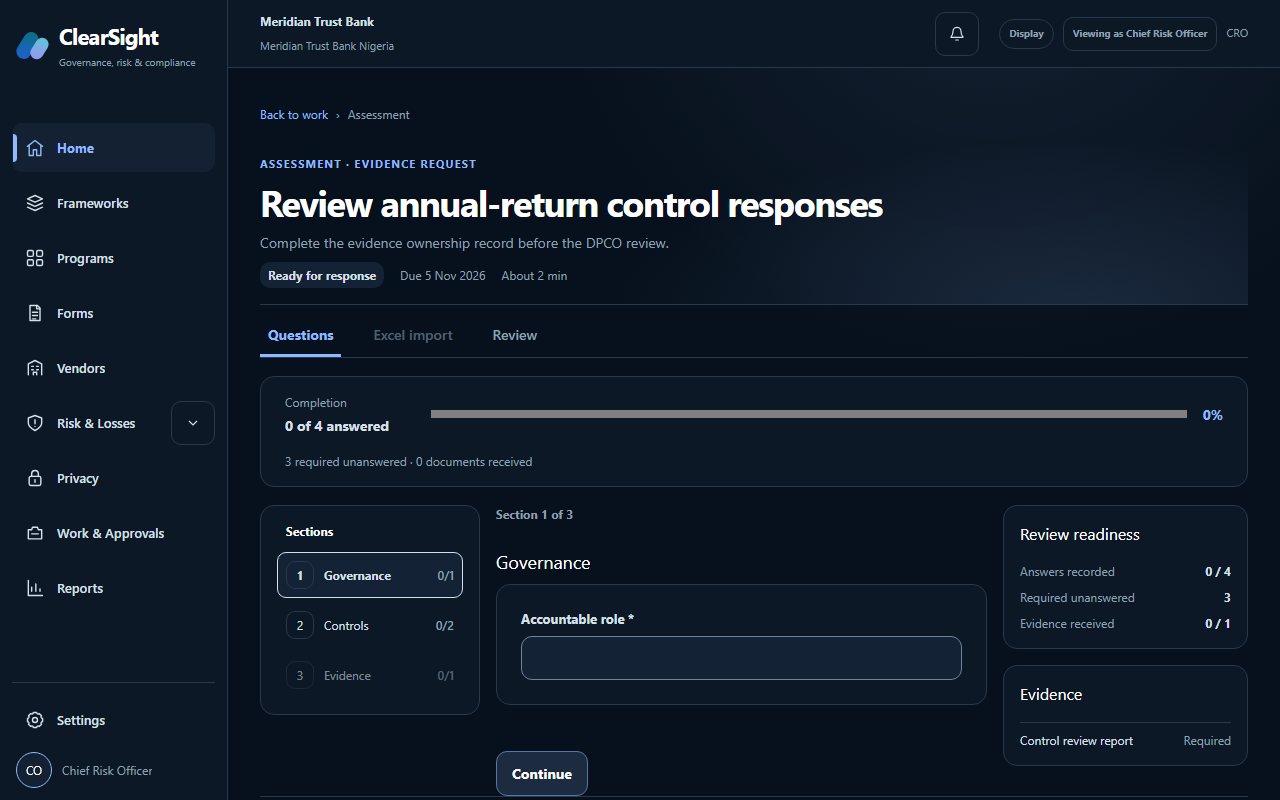 ClearSight
Governance, risk & compliance
Home
Frameworks
Programs
Forms
Vendors
Risk & Losses
Privacy
Work & Approvals
Reports
Settings
CO
Chief Risk Officer
Meridian Trust Bank
Meridian Trust Bank Nigeria
Display
Viewing as Chief Risk Officer
CRO
Back to work › Assessment
ASSESSMENT · EVIDENCE REQUEST
Review annual-return control responses
Complete the evidence ownership record before the DPCO review.
Ready for response Due 5 Nov 2026 About 2 min
Questions Excel import Review
Completion
0 of 4 answered
0%
3 required unanswered · 0 documents received
Sections
1 Governance 0/1
2 Controls 0/2
3 Evidence 0/1
Section 1 of 3
Governance
Accountable role *
Continue
Review readiness
Answers recorded 0 / 4
Required unanswered 3
Evidence received 0 / 1
Evidence
Control review report Required